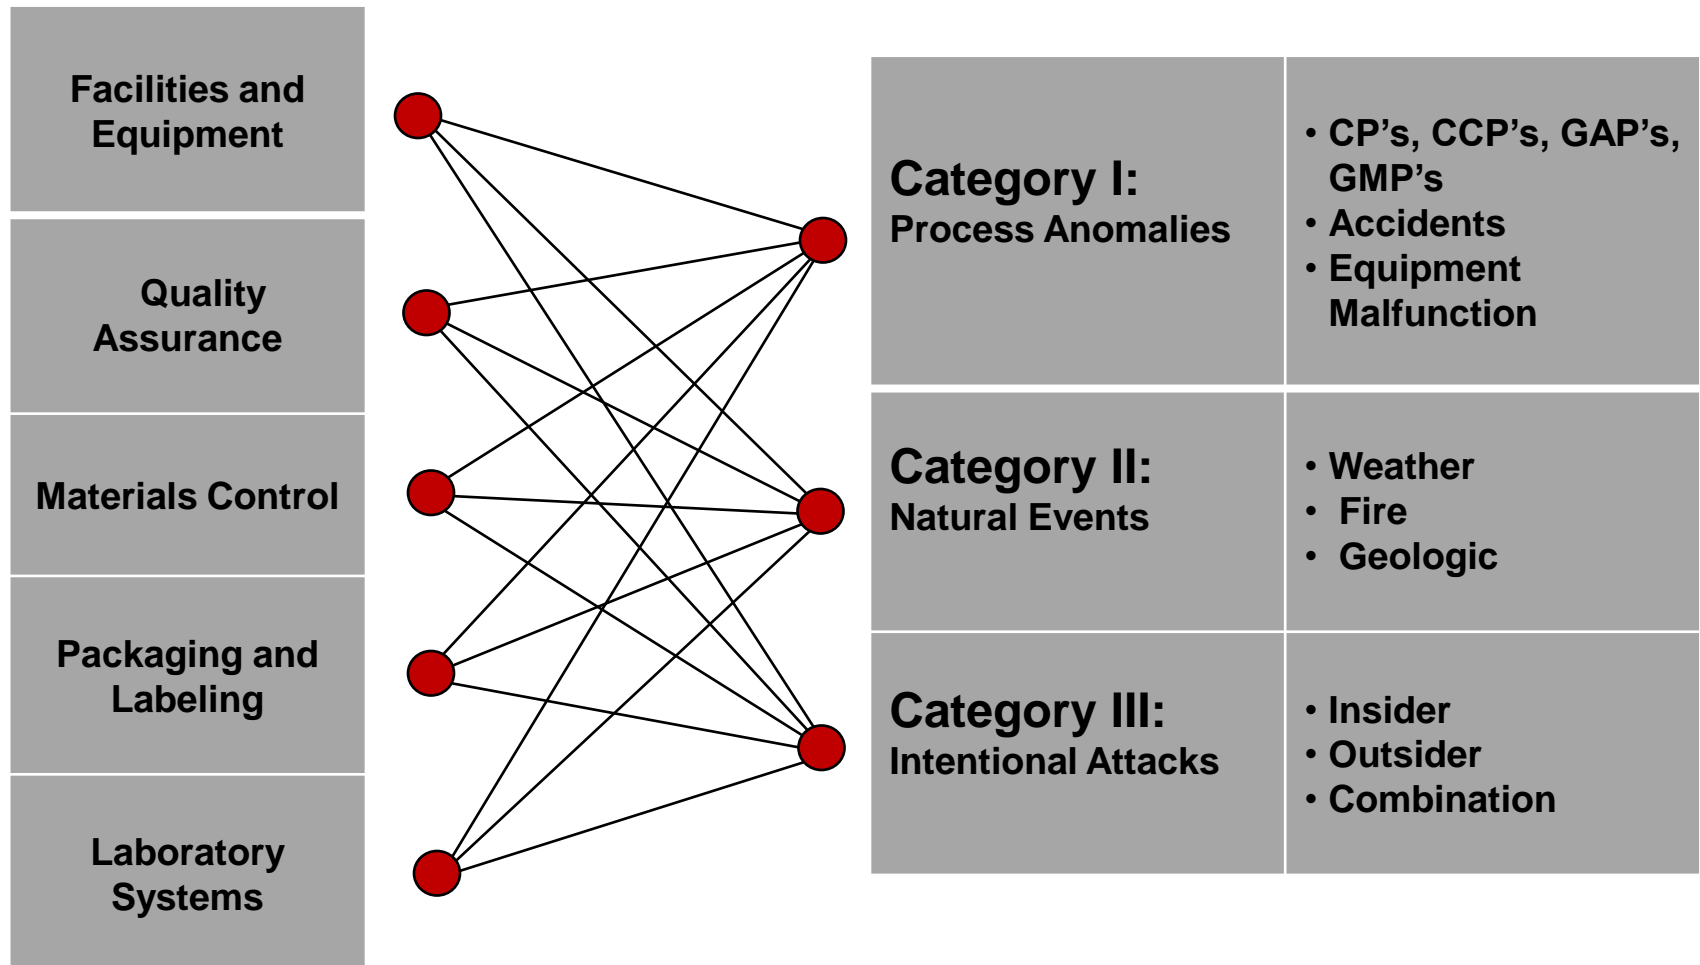 Facilities and
Equipment
Quality
Assurance
Materials Control
Packaging and
Labeling
Laboratory
Systems
Category I:
Process Anomalies
• CP’s, CCP’s, GAP’s,
GMP’s
• Accidents
• Equipment
Malfunction
Category II:
Natural Events
• Weather
• Fire
• Geologic
Category III:
Intentional Attacks
• Insider
• Outsider
• Combination